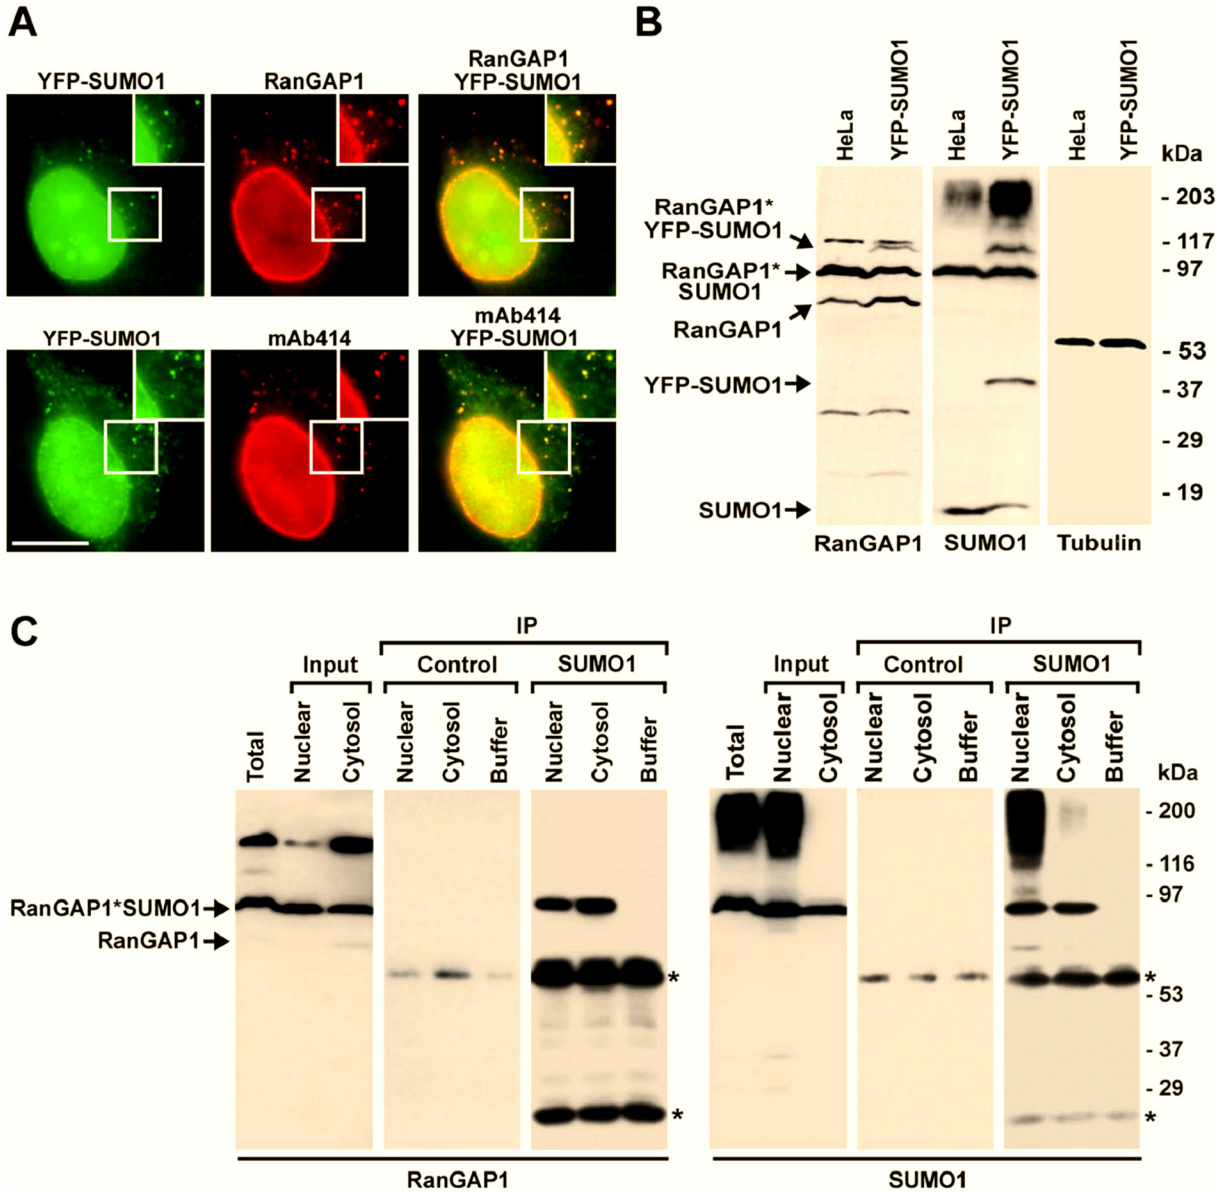 A
YFP-SUMO1
RanGAP1
RanGAP1
YFP-SUMO1
YFP-SUMO1
mAb414
mAb414
YFP-SUMO1
B
HeLa
YFP-SUMO1
HeLa
YFP-SUMO1
HeLa
YFP-SUMO1
kDa
RanGAP1*
YFP-SUMO1
RanGAP1*
SUMO1
RanGAP1
YFP-SUMO1
SUMO1
- 203
- 117
- 97
- 53
- 37
- 29
- 19
RanGAP1
SUMO1
Tubulin
C
IP
IP
Input
Control
SUMO1
Input
Control
SUMO1
Total
Nuclear
Cytosol
Nuclear
Cytosol
Buffer
Nuclear
Cytosol
Buffer
Total
Nuclear
Cytosol
Nuclear
Cytosol
Buffer
Nuclear
Cytosol
Buffer
kDa
RanGAP1*SUMO1
RanGAP1
*
*
- 200
- 116
- 97
*
- 53
- 37
- 29
*
RanGAP1
SUMO1